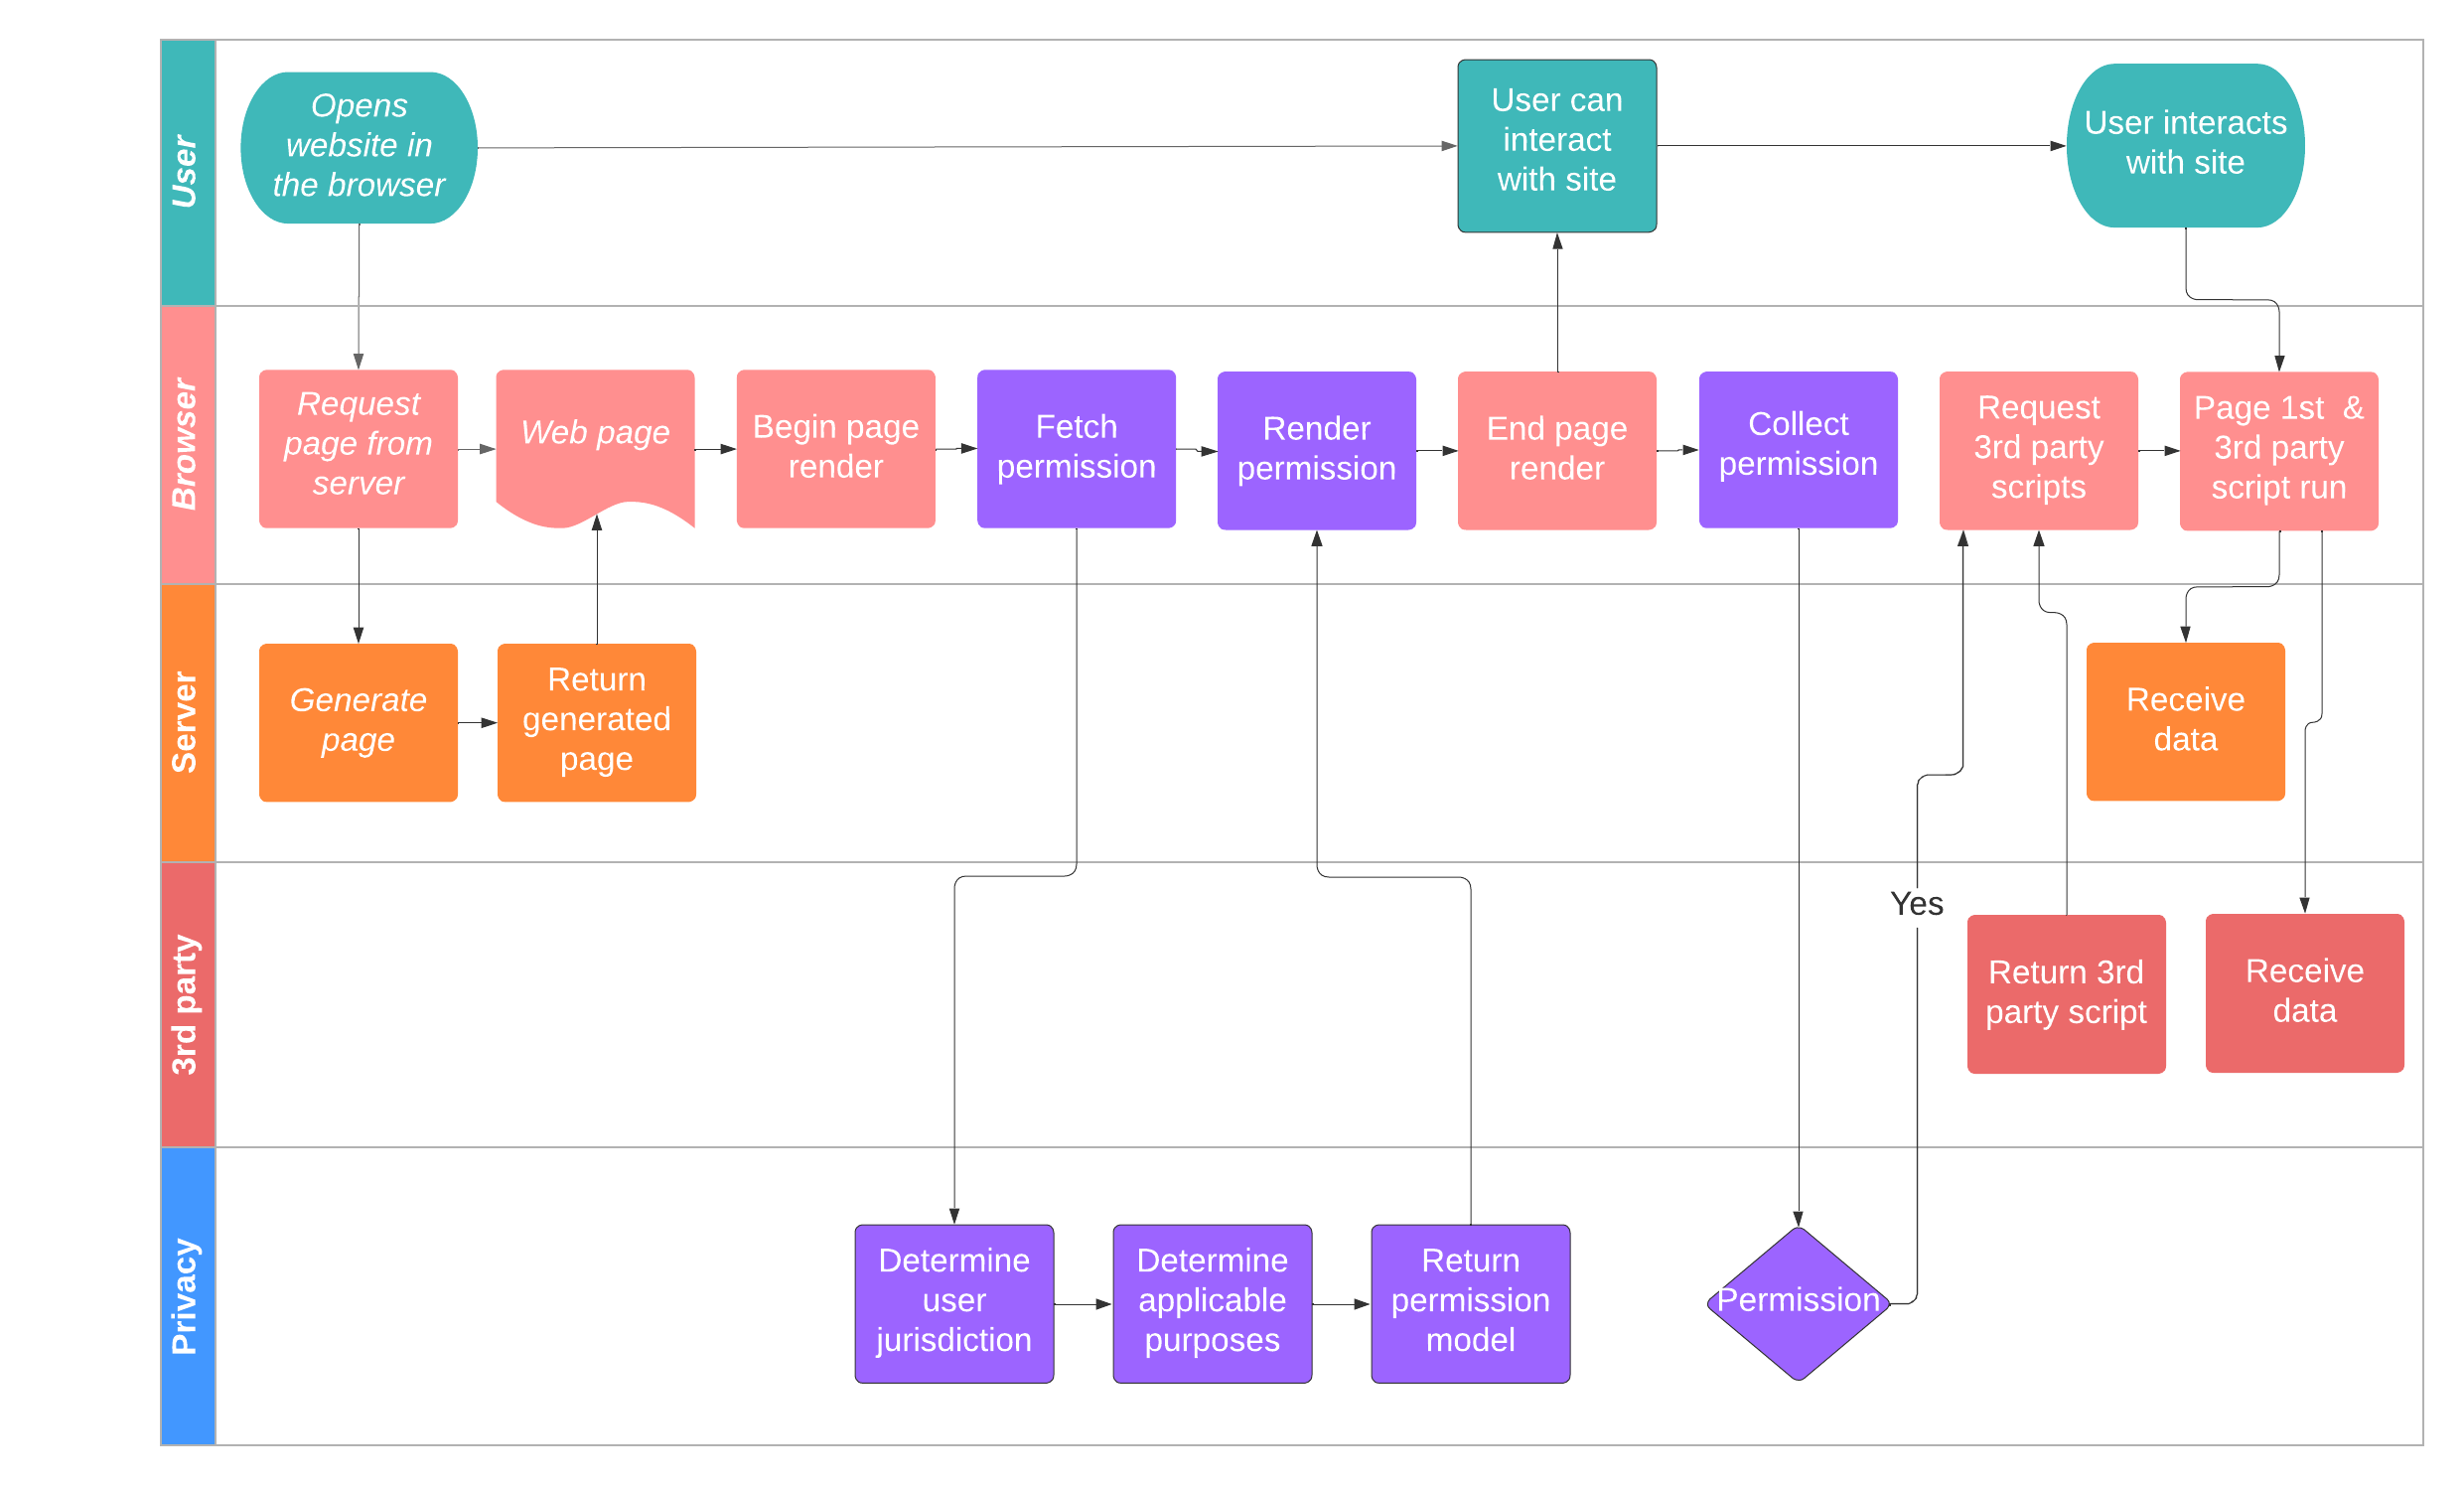 User
Opens
website in
the browser
User can
interact
with site
User interacts
with site
Browser
Request
page from
server
Web page
Begin page
render
Fetch
permission
Render
permission
End page
render
Collect
permission
Request
3rd party
scripts
Page 1st &
3rd party
script run
Server
Generate
page
Return
generated
page
Receive
data
3rd party
Yes
Return 3rd
party script
Receive
data
Privacy
Determine
user
jurisdiction
Determine
applicable
purposes
Return
permission
model
Permission